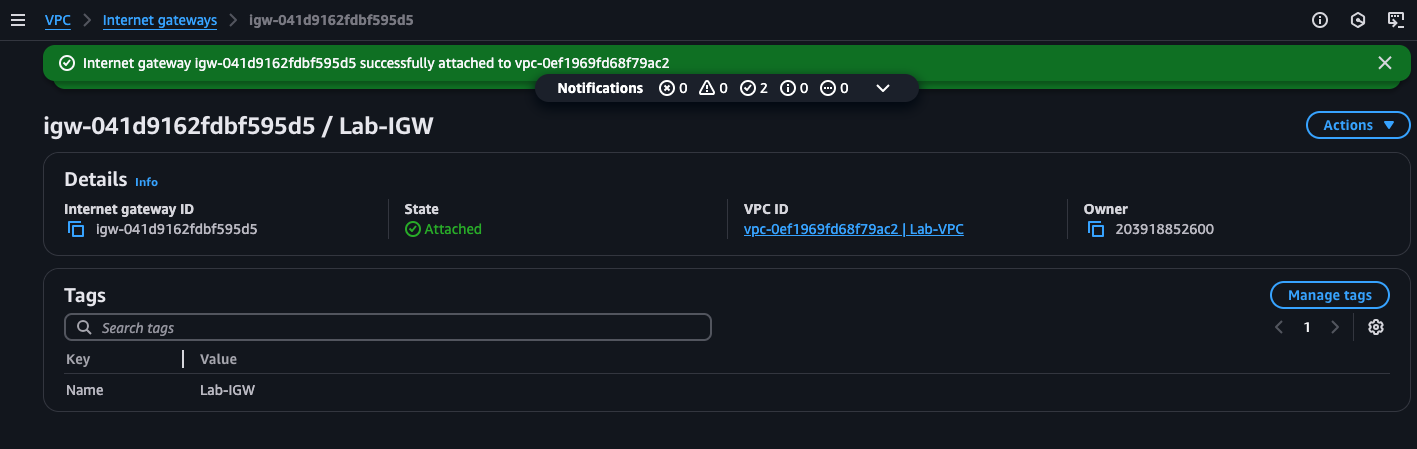 VPC > Internet gateways > igw-041d9162fdbf595d5
Internet gateway igw-041d9162fdbf595d5 successfully attached to vpc-0ef1969fd68f79ac2
Notifications 0 0 2 0 0
igw-041d9162fdbf595d5 / Lab-IGW
Actions
Details Info
Internet gateway ID
igw-041d9162fdbf595d5
State
Attached
VPC ID
vpc-0ef1969fd68f79ac2 | Lab-VPC
Owner
203918852600
Tags
Manage tags
Search tags
1
Key Value
Name Lab-IGW